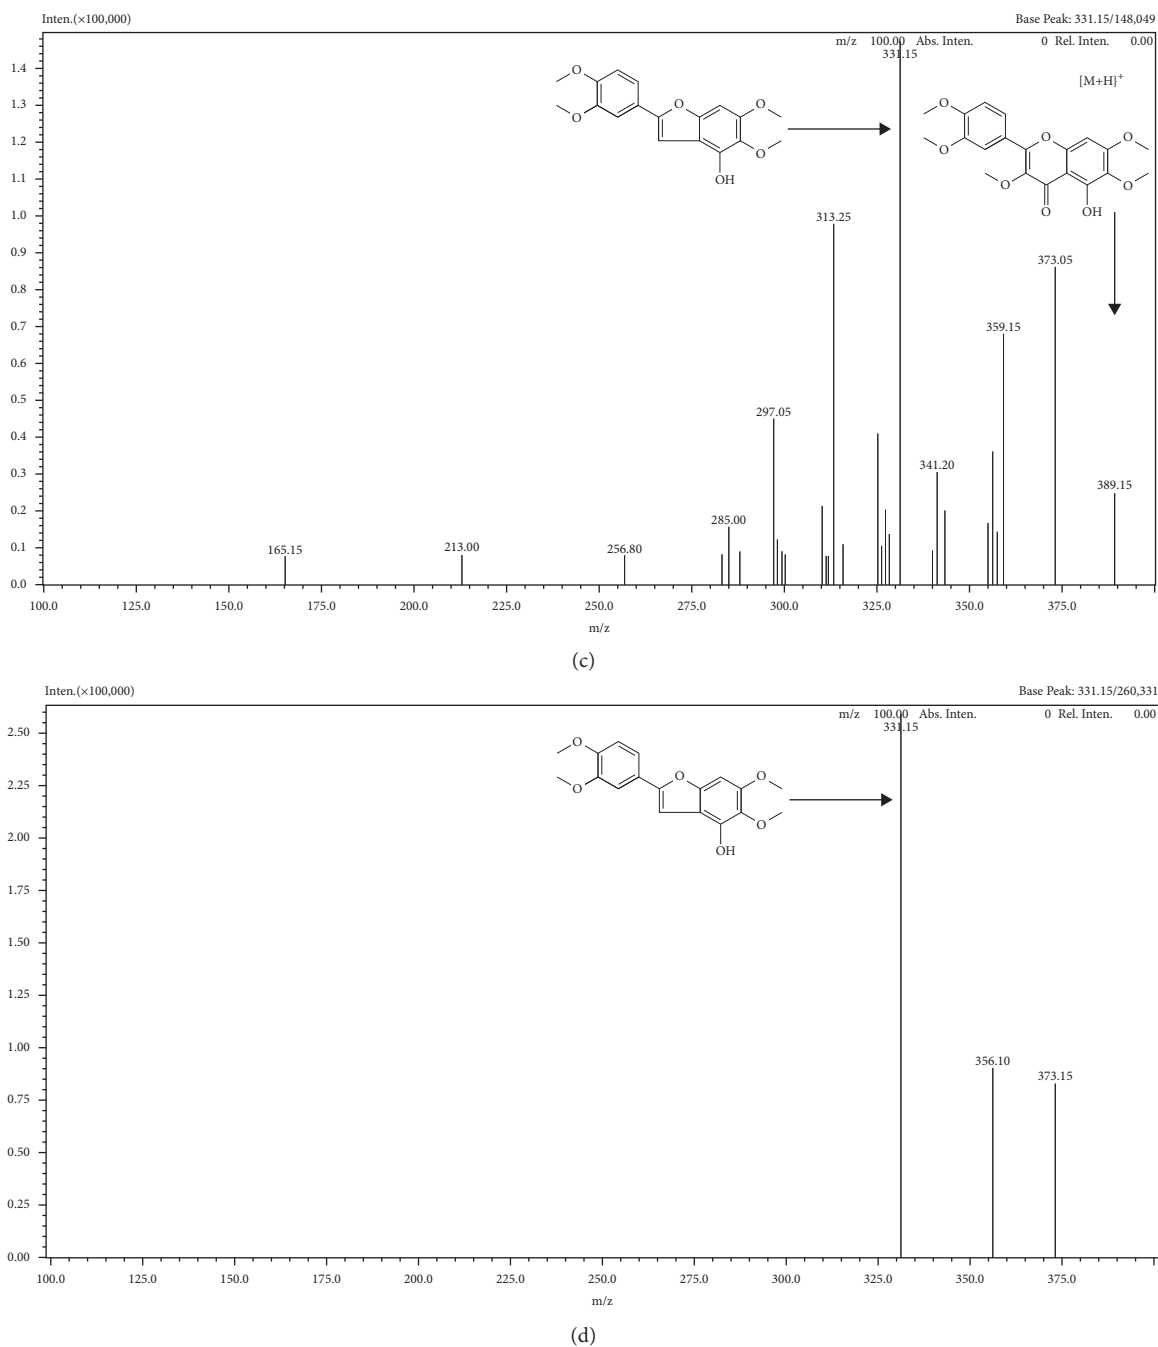 Inten.(×100,000) Base Peak: 331.15/148,049
m/z 100.00 Abs. Inten. 0 Rel. Inten. 0.00
331.15
[M+H}+
O
O
O
O
O
OH
O
O
O
O
O
O
O
OH
1.4
1.3
1.2
1.1
1.0
0.9
0.8
0.7
0.6
0.5
0.4
0.3
0.2
0.1
0.0
313.25
373.05
359.15
297.05
341.20
389.15
285.00
165.15
213.00
256.80
100.0 125.0 150.0 175.0 200.0 225.0 250.0 275.0 300.0 325.0 350.0 375.0
m/z
(c)
Inten.(×100,000) Base Peak: 331.15/260,331
m/z 100.00 Abs. Inten. 0 Rel. Inten. 0.00
331.15
O
O
O
O
O
OH
2.50
2.25
2.00
1.75
1.50
1.25
1.00
0.75
0.50
0.25
0.00
356.10
373.15
100.0 125.0 150.0 175.0 200.0 225.0 250.0 275.0 300.0 325.0 350.0 375.0
m/z
(d)